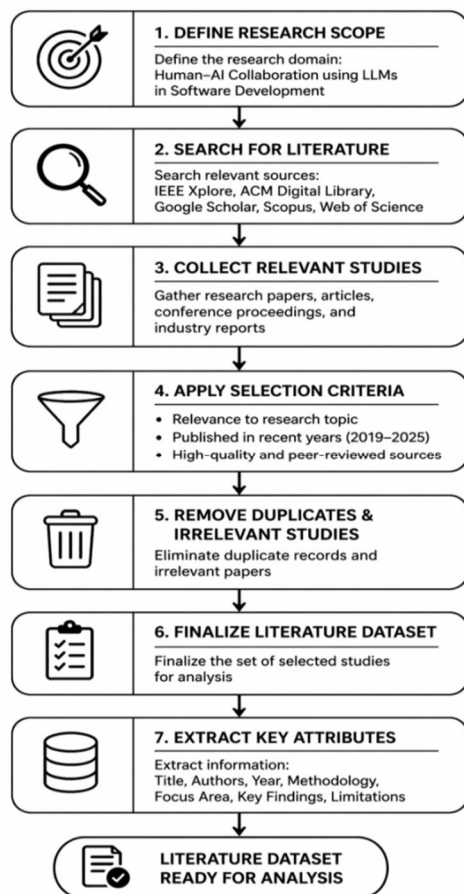 1. DEFINE RESEARCH SCOPE
Define the research domain:
Human–AI Collaboration using LLMs
in Software Development
2. SEARCH FOR LITERATURE
Search relevant sources:
IEEE Xplore, ACM Digital Library,
Google Scholar, Scopus, Web of Science
3. COLLECT RELEVANT STUDIES
Gather research papers, articles,
conference proceedings, and
industry reports
4. APPLY SELECTION CRITERIA
• Relevance to research topic
• Published in recent years (2019–2025)
• High-quality and peer-reviewed sources
5. REMOVE DUPLICATES &
IRRELEVANT STUDIES
Eliminate duplicate records and
irrelevant papers
6. FINALIZE LITERATURE DATASET
Finalize the set of selected studies
for analysis
7. EXTRACT KEY ATTRIBUTES
Extract information:
Title, Authors, Year, Methodology,
Focus Area, Key Findings, Limitations
LITERATURE DATASET
READY FOR ANALYSIS